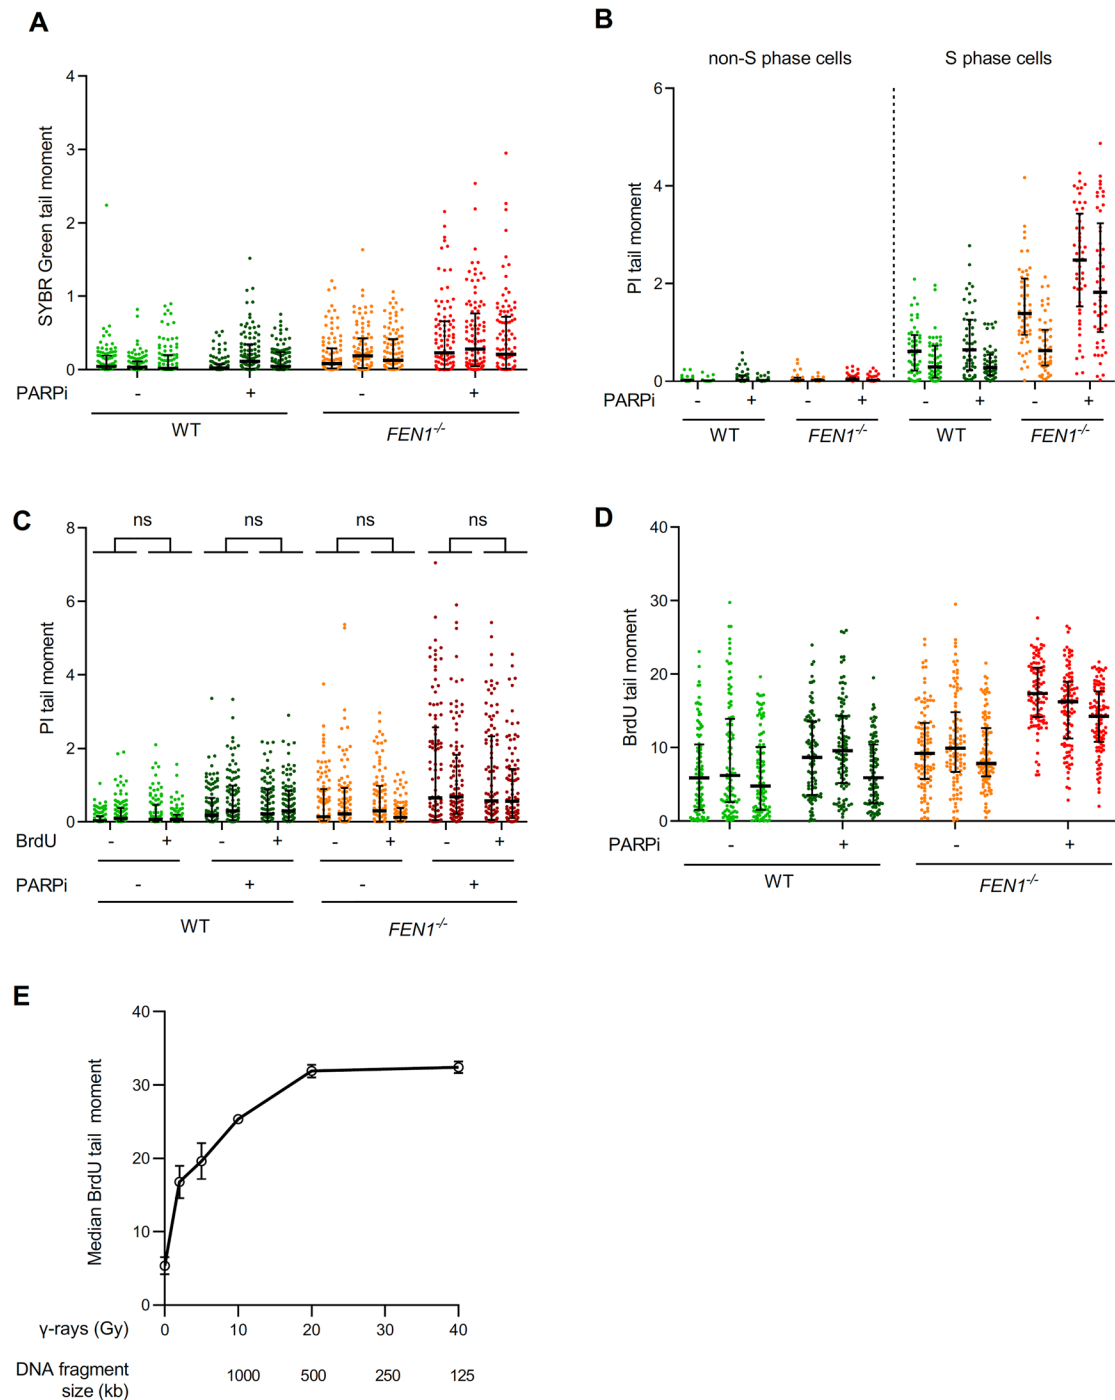 A
SYBR Green tail moment
4
3
2
1
0
PARPi - + - +
WT FEN1-/-
B
non-S phase cells S phase cells
PI tail moment
6
4
2
0
PARPi - + - + - + - +
WT FEN1-/- WT FEN1-/-
C
ns ns ns ns
PI tail moment
8
6
4
2
0
BrdU - + - + - + - +
PARPi - + - +
WT FEN1-/-
D
BrdU tail moment
40
30
20
10
0
PARPi - + - +
WT FEN1-/-
E
Median BrdU tail moment
40
30
20
10
0
γ-rays (Gy) 0 10 20 30 40
DNA fragment
size (kb) 1000 500 250 125